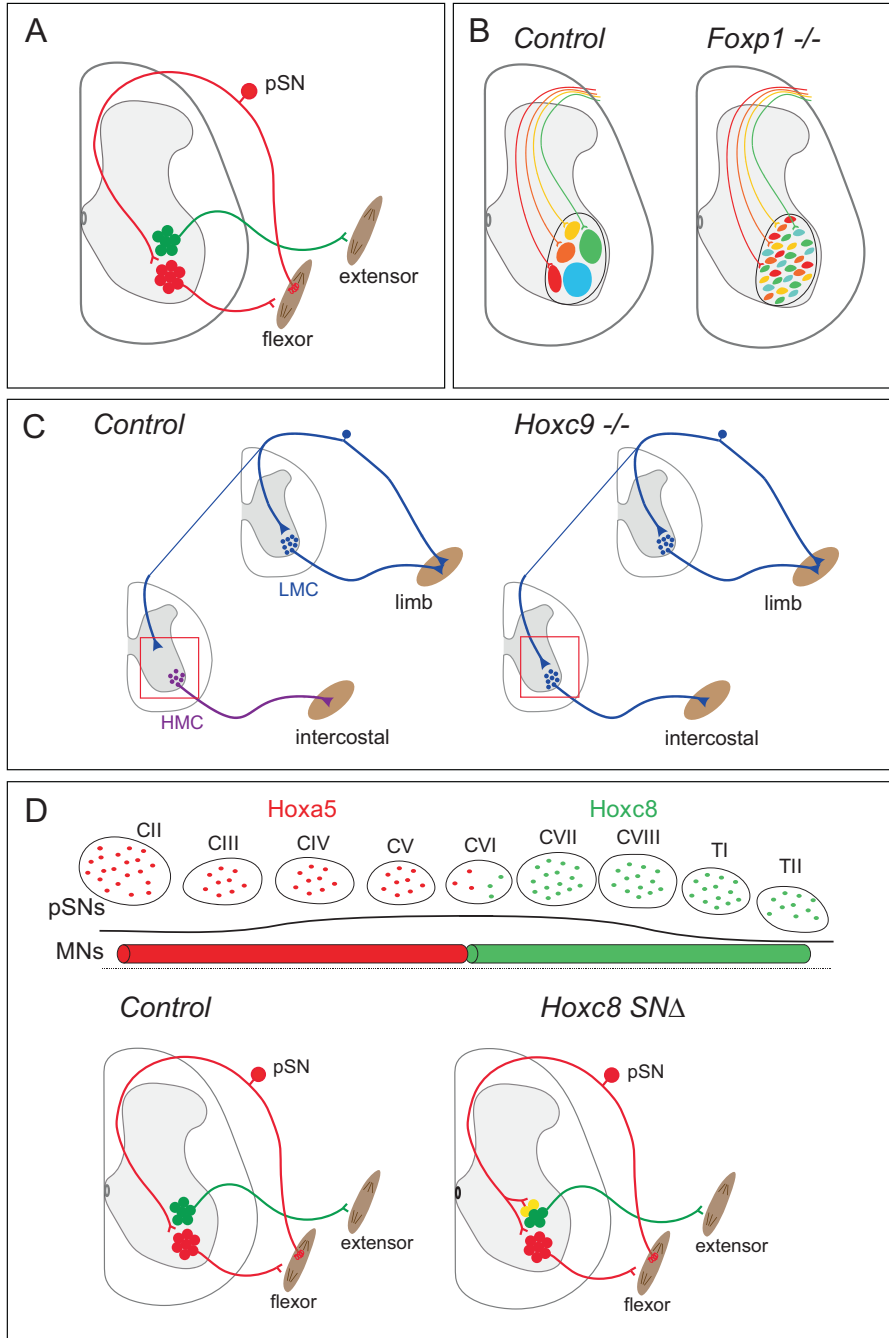 A
pSN
extensor
flexor
B
Control
Foxp1 -/-
C
Control
Hoxc9 -/-
LMC
limb
limb
HMC
intercostal
intercostal
D
Hoxa5
Hoxc8
CII
CIII
CIV
CV
CVI
CVII
CVIII
TI
TII
pSNs
MNs
Control
Hoxc8 SNΔ
pSN
pSN
extensor
extensor
flexor
flexor